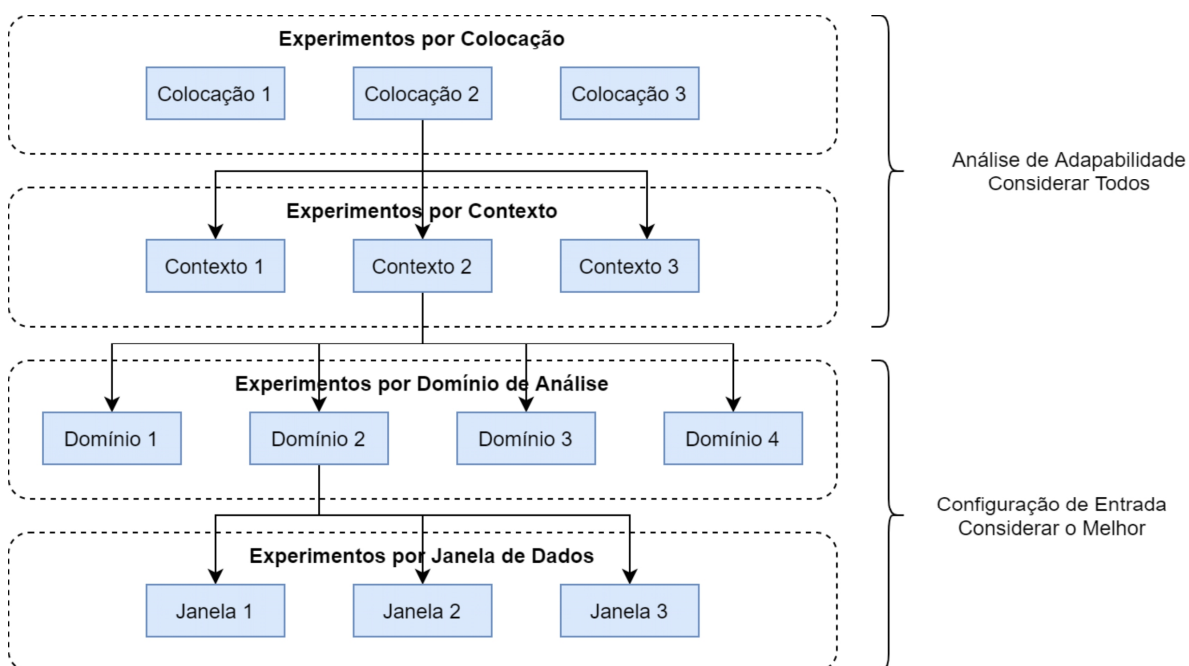 Experimentos por Colocação
Colocação 1
Colocação 2
Colocação 3
Análise de Adapabilidade
Considerar Todos
Experimentos por Contexto
Contexto 1
Contexto 2
Contexto 3
Experimentos por Domínio de Análise
Domínio 1
Domínio 2
Domínio 3
Domínio 4
Configuração de Entrada
Considerar o Melhor
Experimentos por Janela de Dados
Janela 1
Janela 2
Janela 3